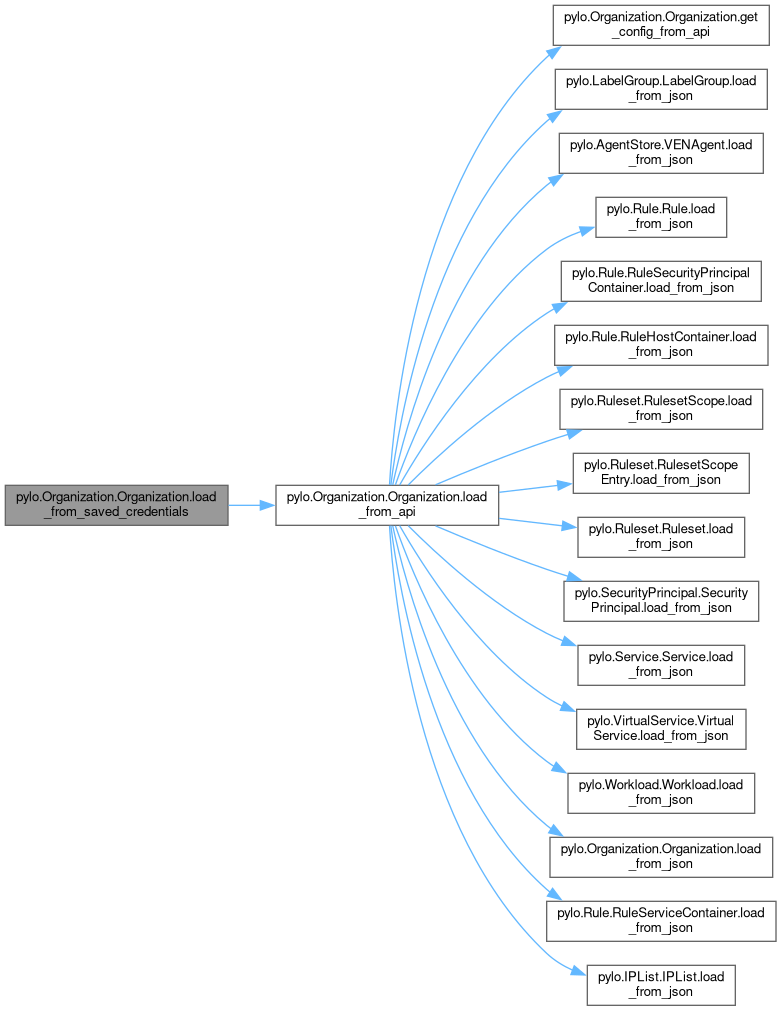 pylo.Organization.Organization.load
_from_saved_credentials
pylo.Organization.Organization.load
_from_api
pylo.Organization.Organization.get
_config_from_api
pylo.LabelGroup.LabelGroup.load
_from_json
pylo.AgentStore.VENAgent.load
_from_json
pylo.Rule.Rule.load
_from_json
pylo.Rule.RuleSecurityPrincipal
Container.load_from_json
pylo.Rule.RuleHostContainer.load
_from_json
pylo.Ruleset.RulesetScope.load
_from_json
pylo.Ruleset.RulesetScope
Entry.load_from_json
pylo.Ruleset.Ruleset.load
_from_json
pylo.SecurityPrincipal.Security
Principal.load_from_json
pylo.Service.Service.load
_from_json
pylo.VirtualService.Virtual
Service.load_from_json
pylo.Workload.Workload.load
_from_json
pylo.Organization.Organization.load
_from_json
pylo.Rule.RuleServiceContainer.load
_from_json
pylo.IPList.IPList.load
_from_json